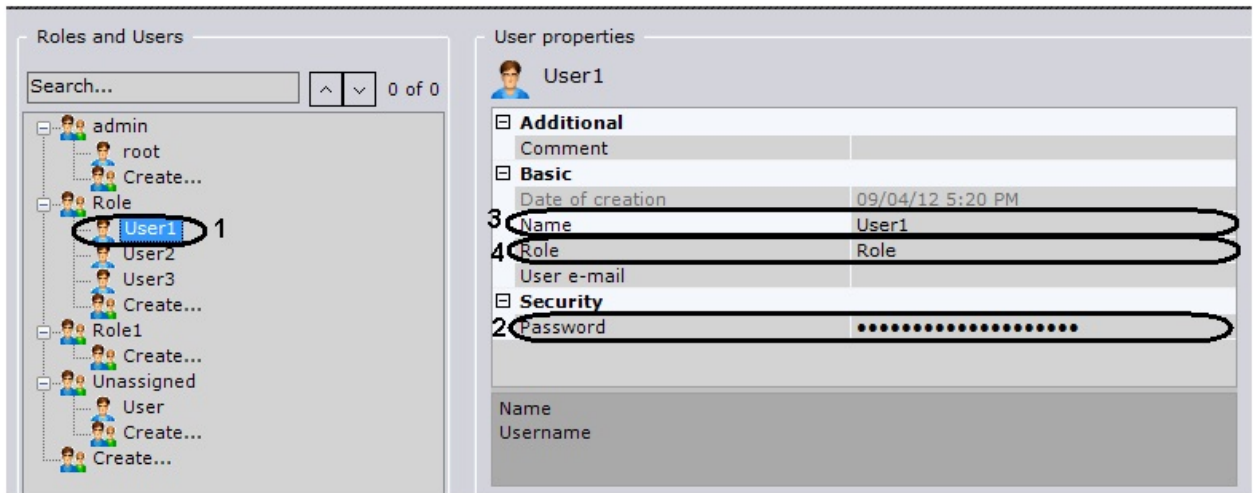 Roles and Users
Search...
0 of 0
admin
root
Create...
Role
User1 1
User2
User3
Create...
Role1
Create...
Unassigned
User
Create...
Create...
User properties
User1
Additional
Comment
Basic
Date of creation 09/04/12 5:20 PM
3 Name User1
4 Role Role
User e-mail
Security
2 Password ••••••••••••••••••••
Name
Username